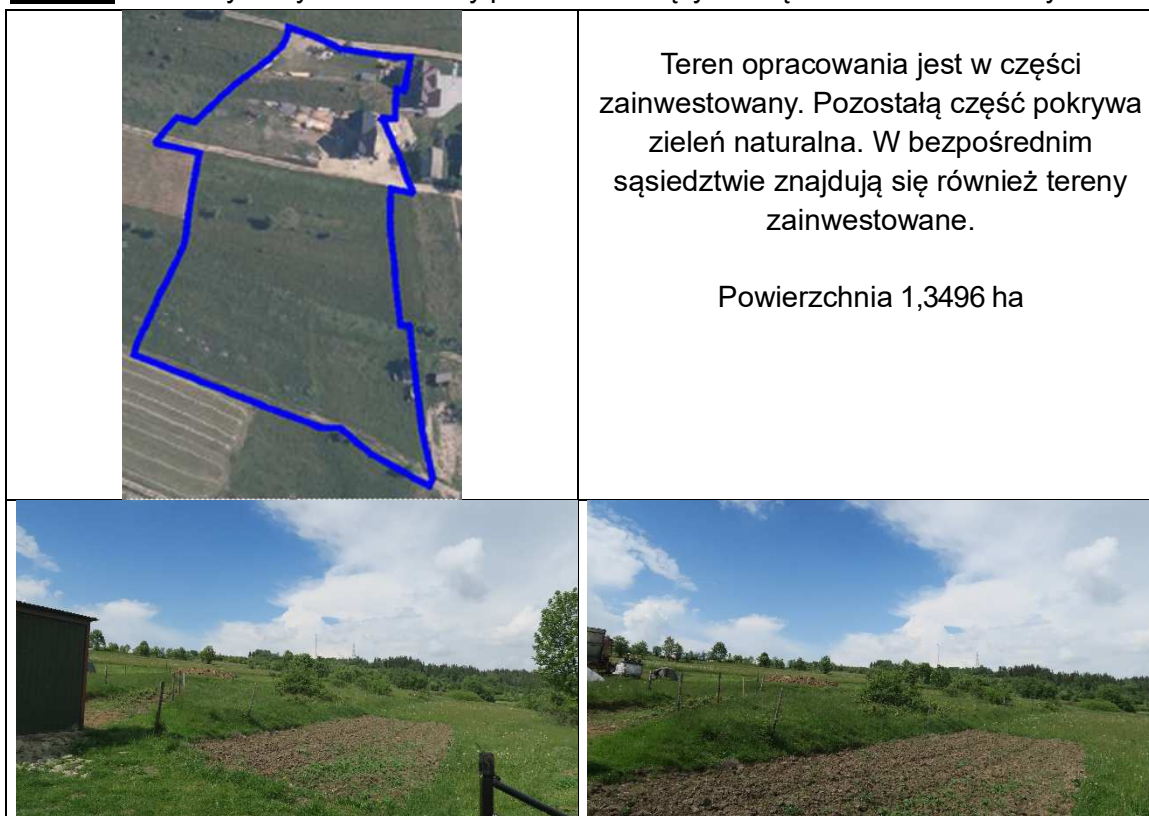 Teren opracowania jest w części
zainwestowany. Pozostałą część pokrywa
zieleń naturalna. W bezpośrednim
sąsiedztwie znajdują się również tereny
zainwestowane.
Powierzchnia 1,3496 ha